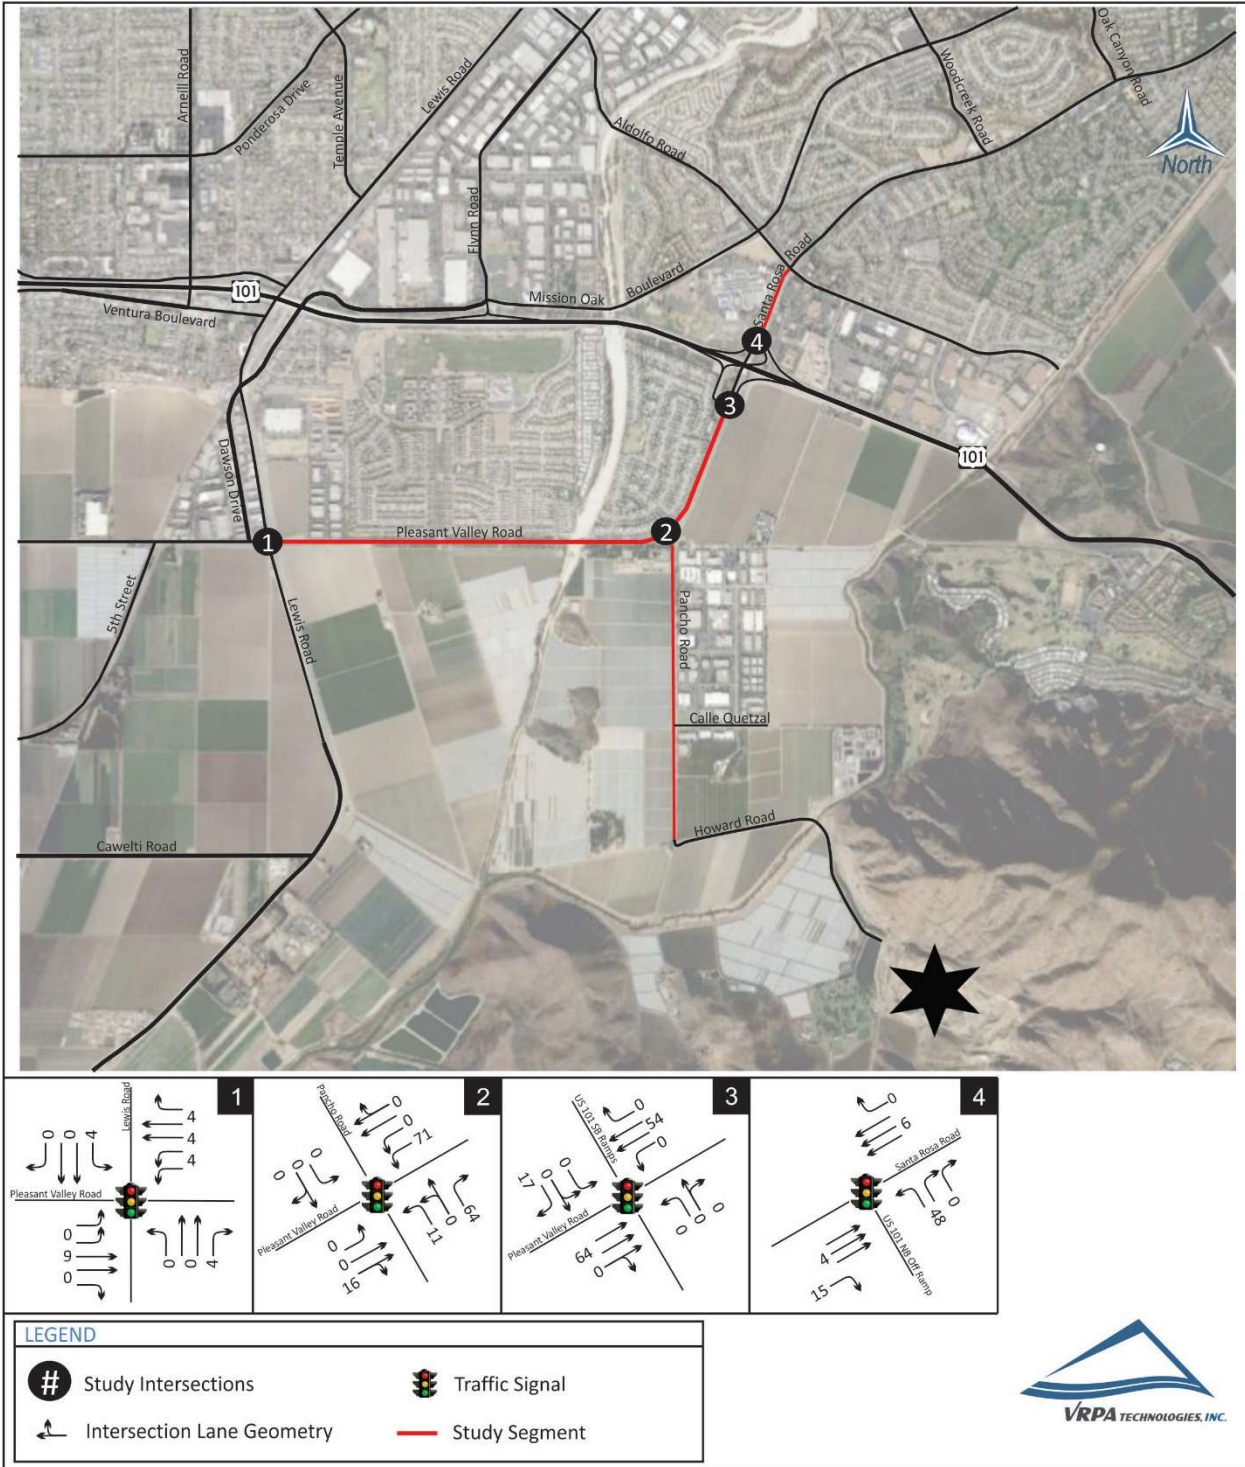 Arneill Road
Ponderosa Drive
Temple Avenue
Lewis Road
Flynn Road
Aldolfo Road
Woodcreek Road
Oak Canyon Road
North
101
Ventura Boulevard
Mission Oak
Boulevard
Santa Rosa Road
4
3
101
Dawson Drive
1
Pleasant Valley Road
2
5th Street
Lewis Road
Pancho Road
Calle Quetzal
Howard Road
Cawelti Road
1
Lewis Road
Pleasant Valley Road
0 0 4
4
4
4
0
9
0
0 0 4
2
Pancho Road
Pleasant Valley Road
0
0
71
0 0 0
0
0
16
11 0 64
3
US 101 SB Ramps
Pleasant Valley Road
0
54
0
17 0 0
64
0
0 0 0
4
Santa Rosa Road
US 101 NB Off Ramp
0
6
4
15
48 0
LEGEND
# Study Intersections
Traffic Signal
Intersection Lane Geometry
Study Segment
VRPA TECHNOLOGIES, INC.